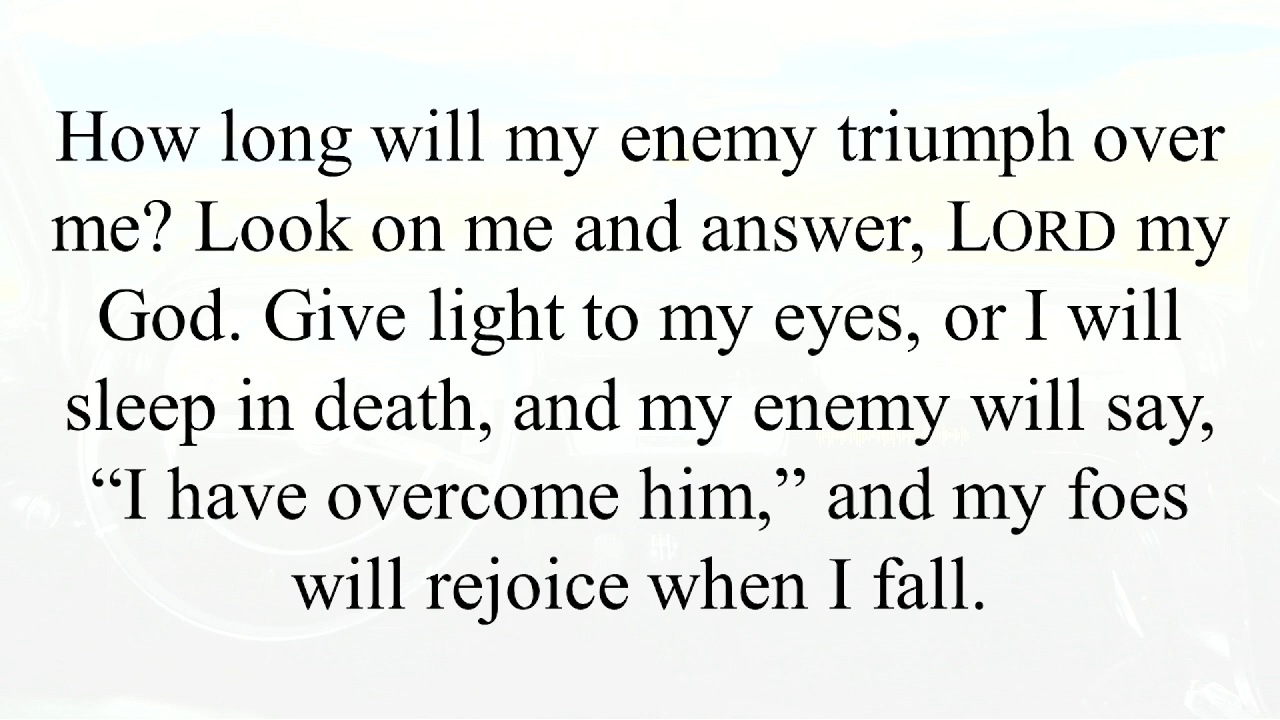 How long will my enemy triumph over
me? Look on me and answer, LORD my
God. Give light to my eyes, or I will
sleep in death, and my enemy will say,
“I have overcome him,” and my foes
will rejoice when I fall.